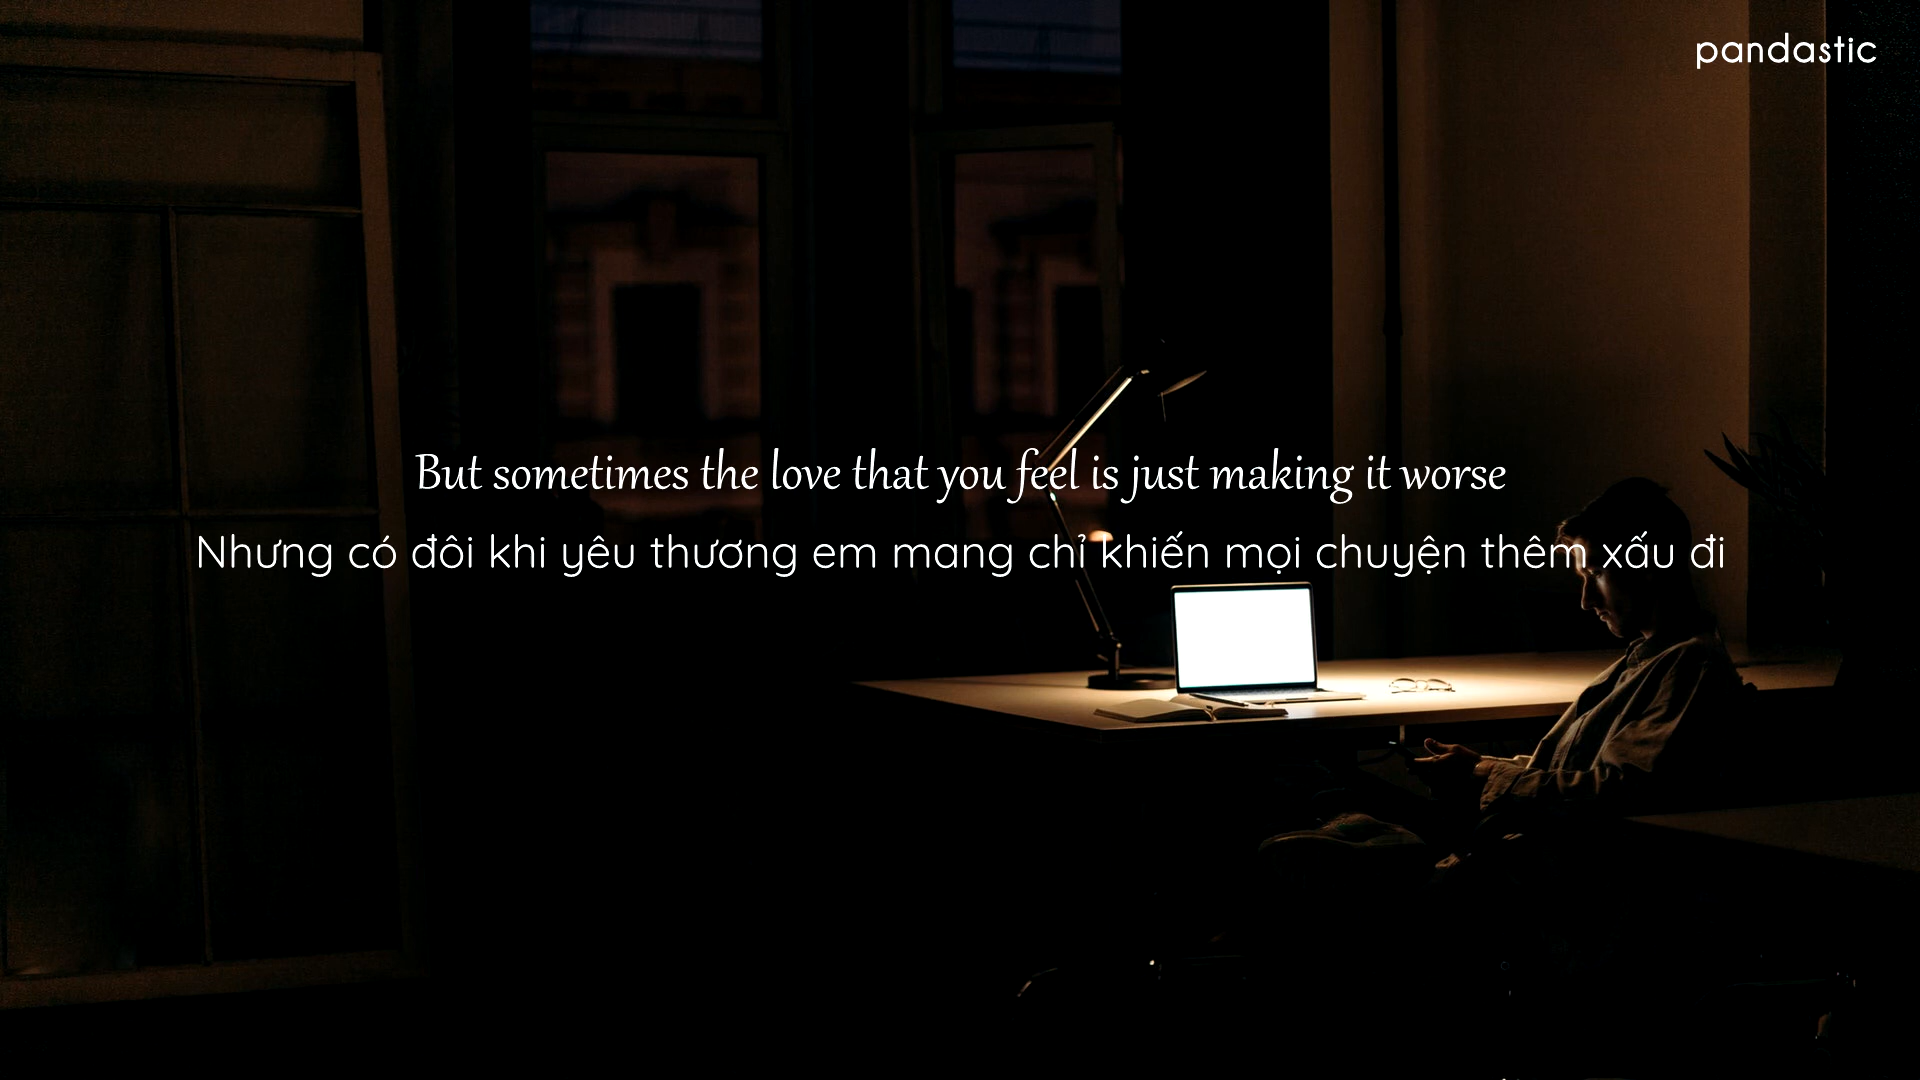 pandastic
But sometimes the love that you feel is just making it worse
Nhưng có đôi khi yêu thương em mang chỉ khiến mọi chuyện thêm xấu đi